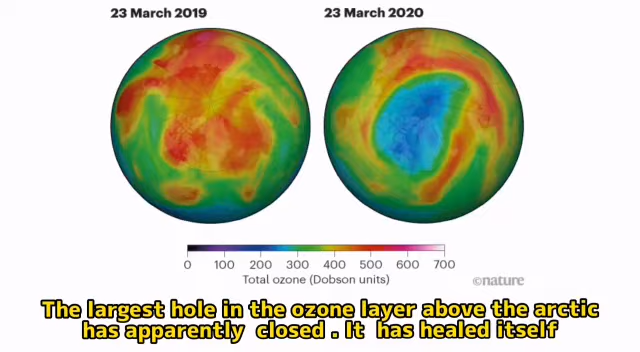 23 March 2019
23 March 2020
0 100 200 300 400 500 600 700
Total ozone (Dobson units)
©nature
The largest hole in the ozone layer above the arctic
has apparently closed . It has healed itself